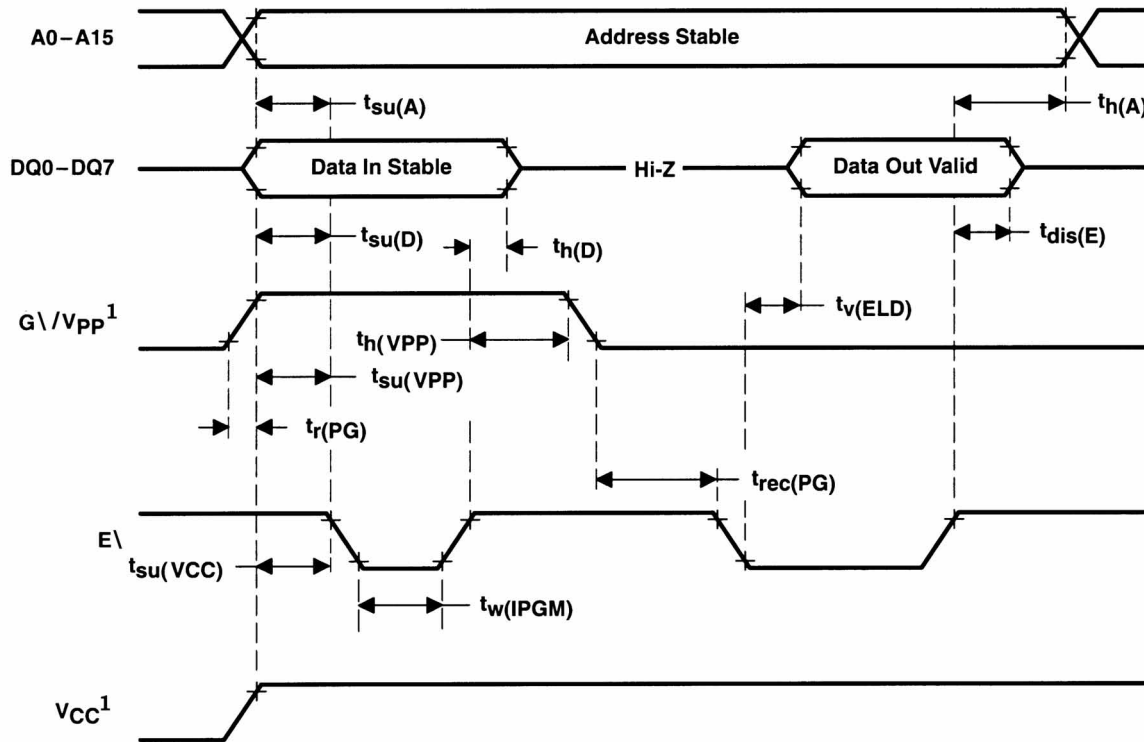 A0–A15
Address Stable
tsu(A)
th(A)
DQ0–DQ7
Data In Stable
Hi-Z
Data Out Valid
tsu(D)
th(D)
tdis(E)
G\ /VPP1
tv(ELD)
th(VPP)
tsu(VPP)
tr(PG)
trec(PG)
E\
tsu(VCC)
tw(IPGM)
VCC1